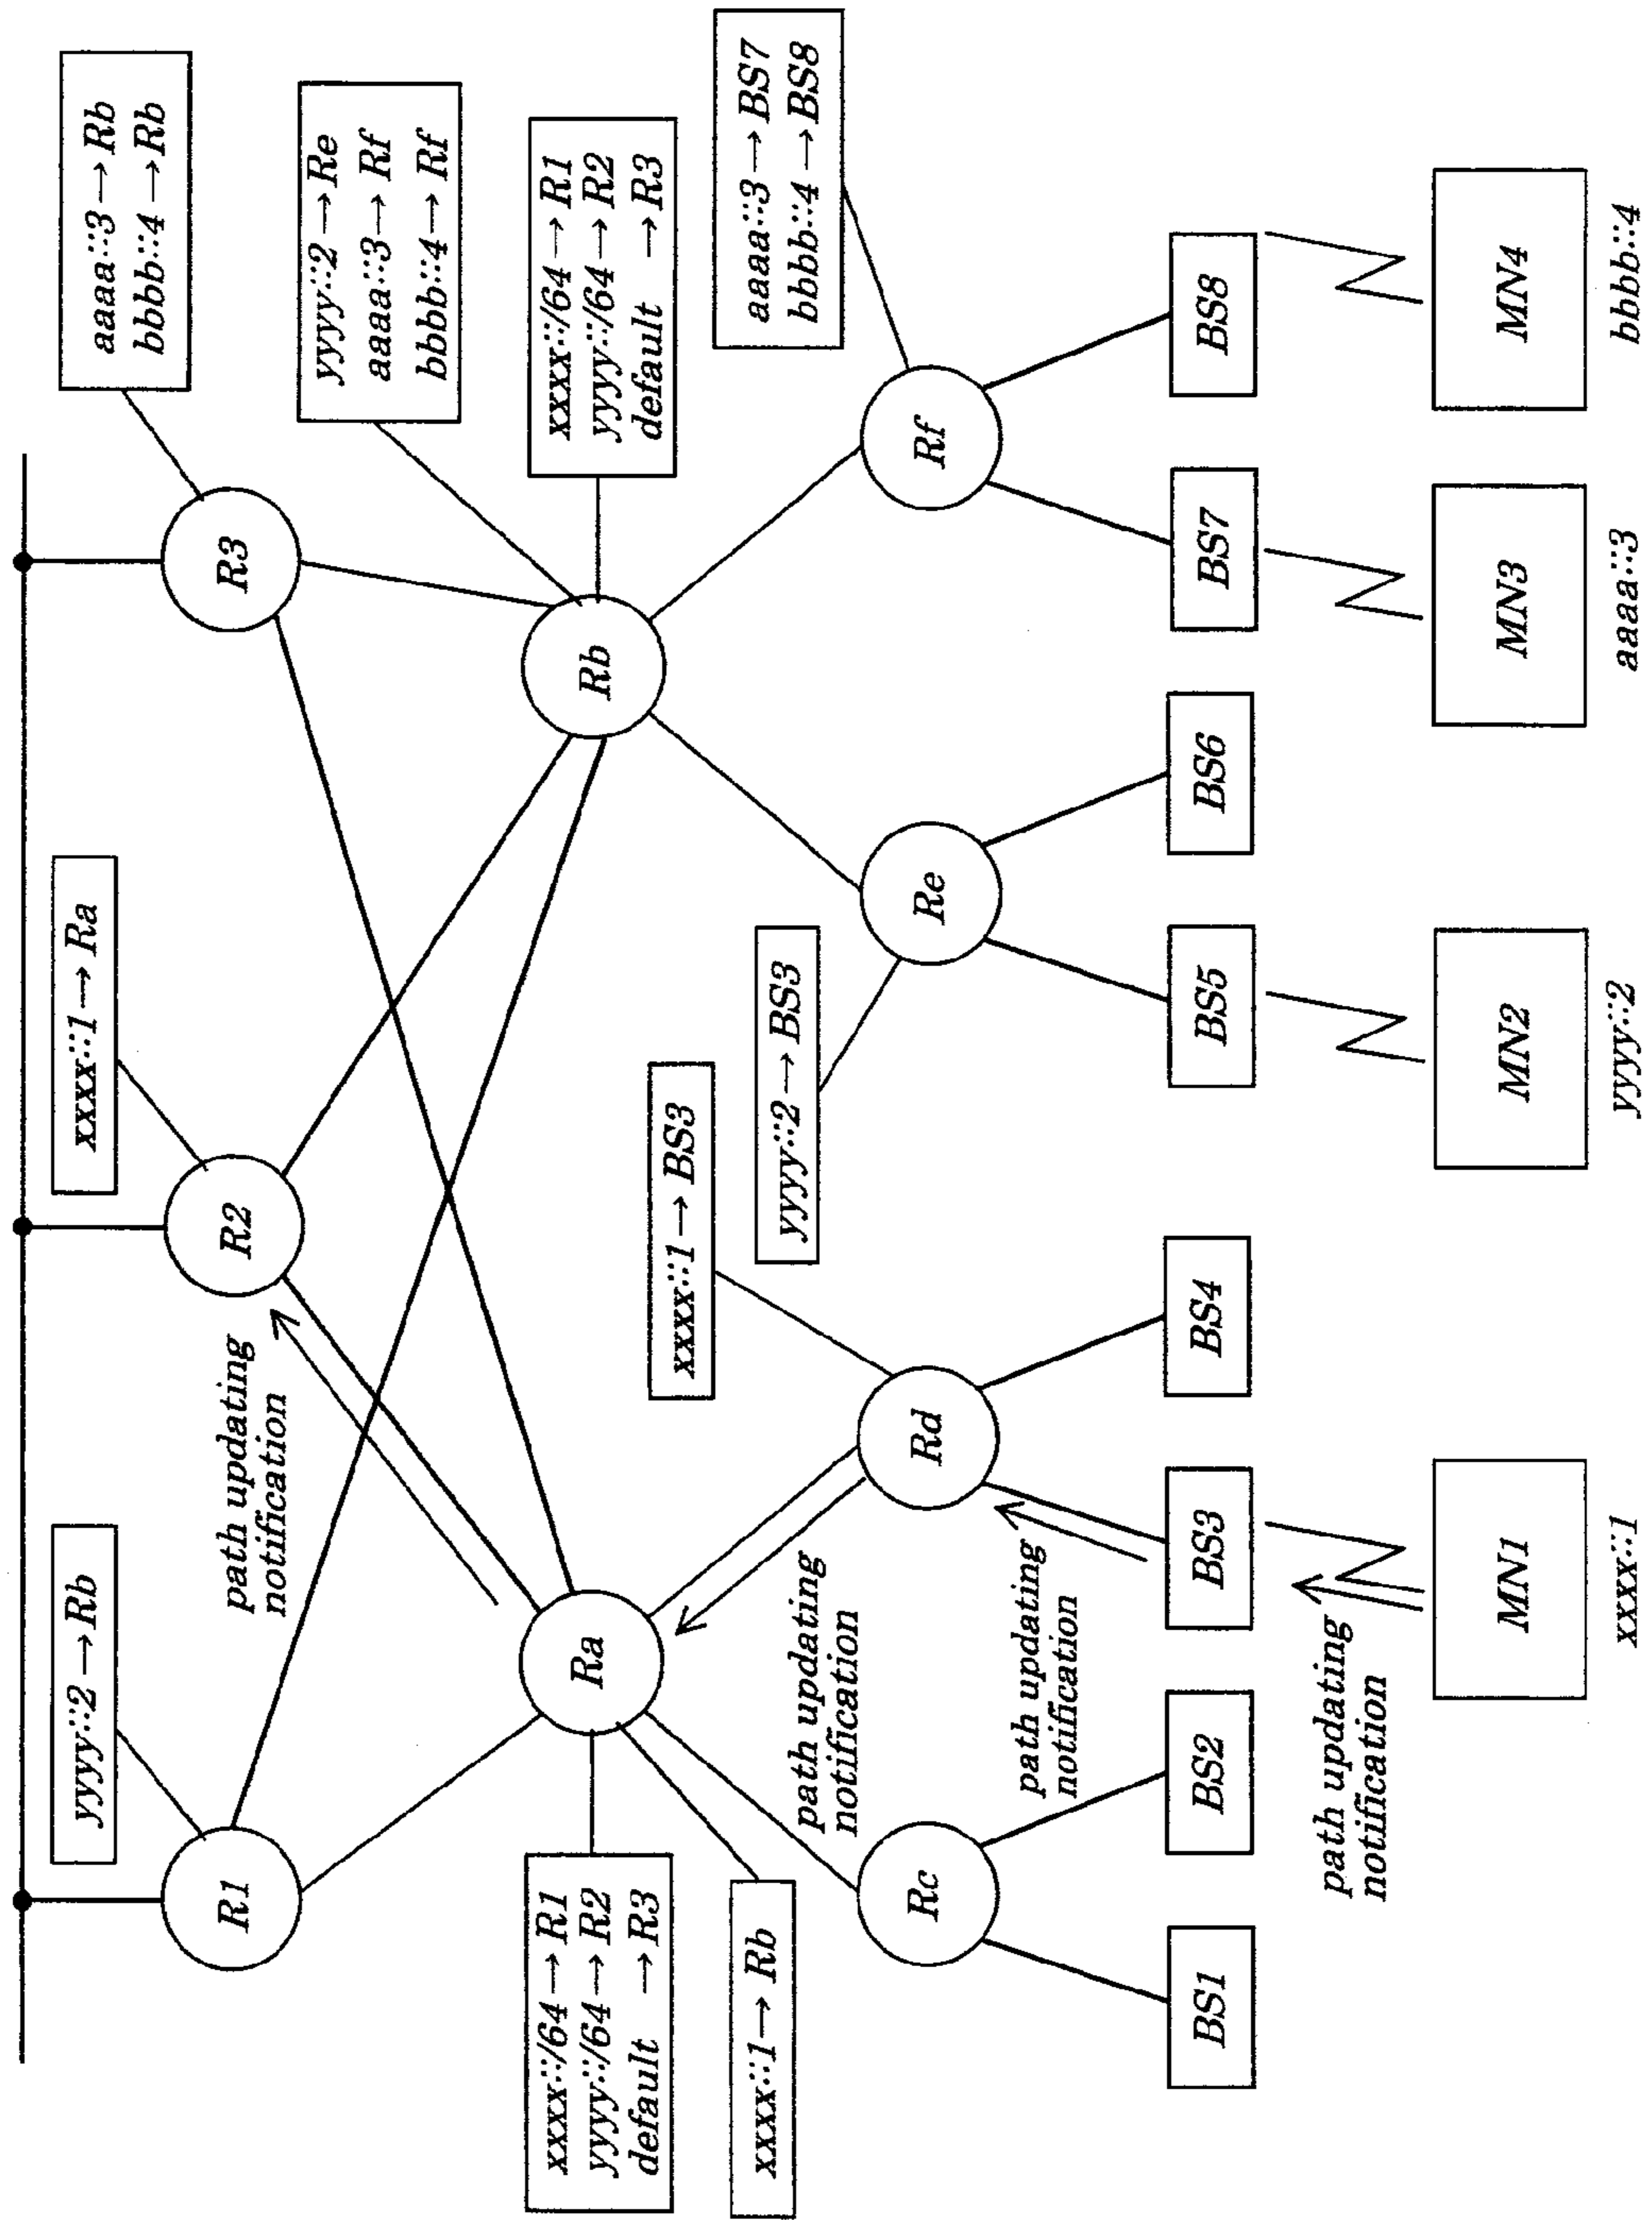 R1
R2
R3
yyyy::2→Rb
xxxx::1→Ra
aaaa::3→Rb
bbbb::4→Rb
path updating
notification
yyyy::2→Re
aaaa::3→Rf
bbbb::4→Rf
Ra
Rb
xxxx::/64→R1
yyyy::/64→R2
default →R3
xxxx::/64→R1
yyyy::/64→R2
default →R3
xxxx::1→Rb
path updating
notification
xxxx::1→BS3
yyyy::2→BS3
aaaa::3→BS7
bbbb::4→BS8
Rc
Rd
Re
Rf
path updating
notification
BS1
BS2
BS3
BS4
BS5
BS6
BS7
BS8
path updating
notification
MN1
MN2
MN3
MN4
xxxx::1
yyyy::2
aaaa::3
bbbb::4